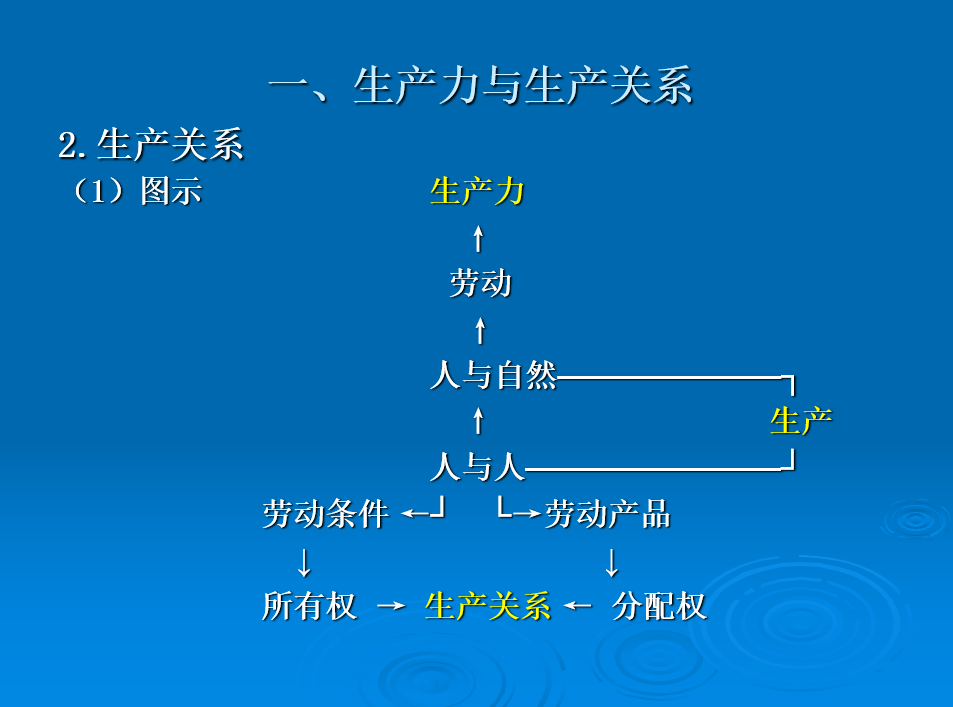 一、生产力与生产关系
2.生产关系
（1）图示 生产力
↑
劳动
↑
人与自然━━━━━━━┓
↑ 生产
人与人━━━━━━━━┛
劳动条件 ←┛ ┗→劳动产品
↓ ↓
所有权 → 生产关系 ← 分配权